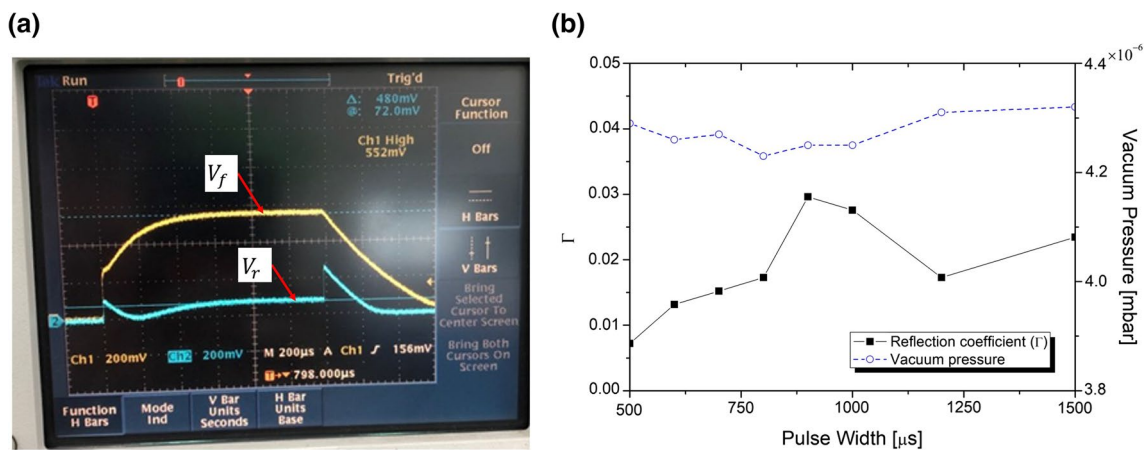 (a)
Tek Run
Trig'd
T
Δ: 480mV
@: 72.0mV
Ch1 High
552mV
Cursor
Function
Off
H Bars
V Bars
Bring
Selected
Cursor To
Center Screen
Bring Both
Cursors On
Screen
V_f
V_r
2
Ch1 200mV Ch2 200mV M 200μs A Ch1 156mV
T 798.000μs
Function
H Bars
Mode
Ind
V Bar
Units
Seconds
H Bar
Units
Base
(b)
0.05
0.04
0.03
0.02
0.01
0.00
Γ
4.4×10⁻⁶
4.2
4.0
3.8
Vacuum Pressure [mbar]
Reflection coefficient (Γ)
Vacuum pressure
500 750 1000 1250 1500
Pulse Width [μs]